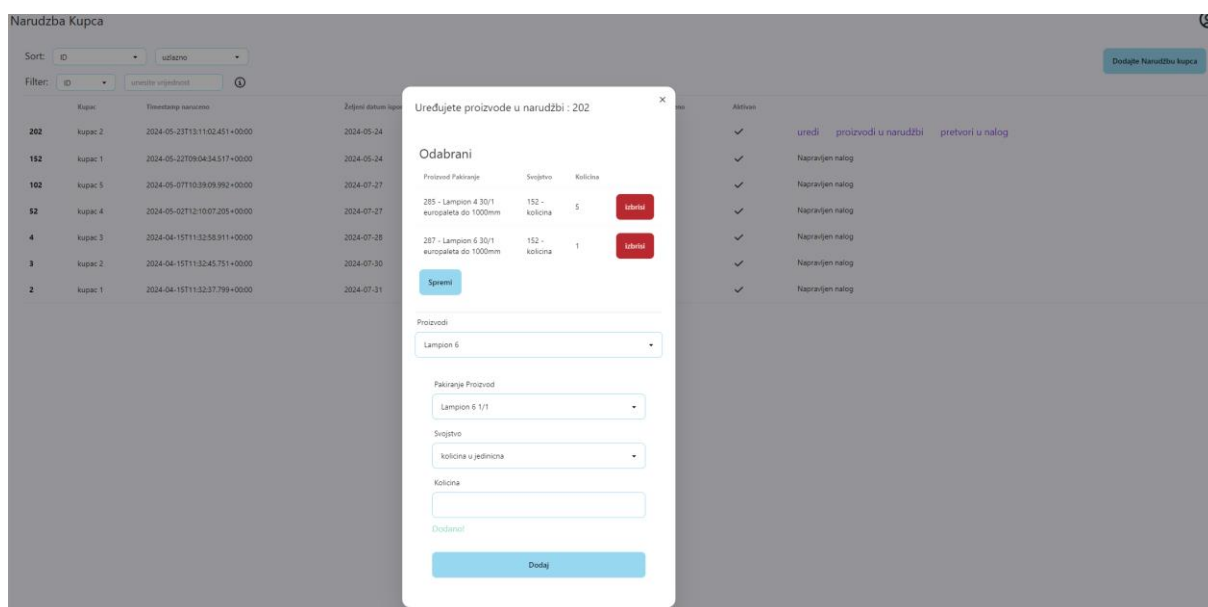 Narudzba Kupca
Sort: ID uzlazno
Dodajte Narudžbu kupca
Filter: ID unesite vrijednost
Kupac Timestamp naruceno Željeni datum ispor Aktivan
202 kupac 2 2024-05-23T13:11:02.451+00:00 2024-05-24 uredi proizvodi u narudžbi pretvori u nalog
152 kupac 1 2024-05-22T09:04:34.517+00:00 2024-05-24 Napravljen nalog
102 kupac 5 2024-05-07T10:39:09.992+00:00 2024-07-27 Napravljen nalog
52 kupac 4 2024-05-02T12:10:07.205+00:00 2024-07-27 Napravljen nalog
4 kupac 3 2024-04-15T11:32:58.911+00:00 2024-07-28 Napravljen nalog
3 kupac 2 2024-04-15T11:32:45.751+00:00 2024-07-30 Napravljen nalog
2 kupac 1 2024-04-15T11:32:37.799+00:00 2024-07-31 Napravljen nalog
Uređujete proizvode u narudžbi : 202
Odabrani
Proizvod Pakiranje Svojstvo Kolicina
285 - Lampion 4 30/1 europaleta do 1000mm 152 - kolicina 5 Izbrisi
287 - Lampion 6 30/1 europaleta do 1000mm 152 - kolicina 1 Izbrisi
Spremi
Proizvodi
Lampion 6
Pakiranje Proizvod
Lampion 6 1/1
Svojstvo
kolicina u jedinicna
Kolicina
Dodano!
Dodaj